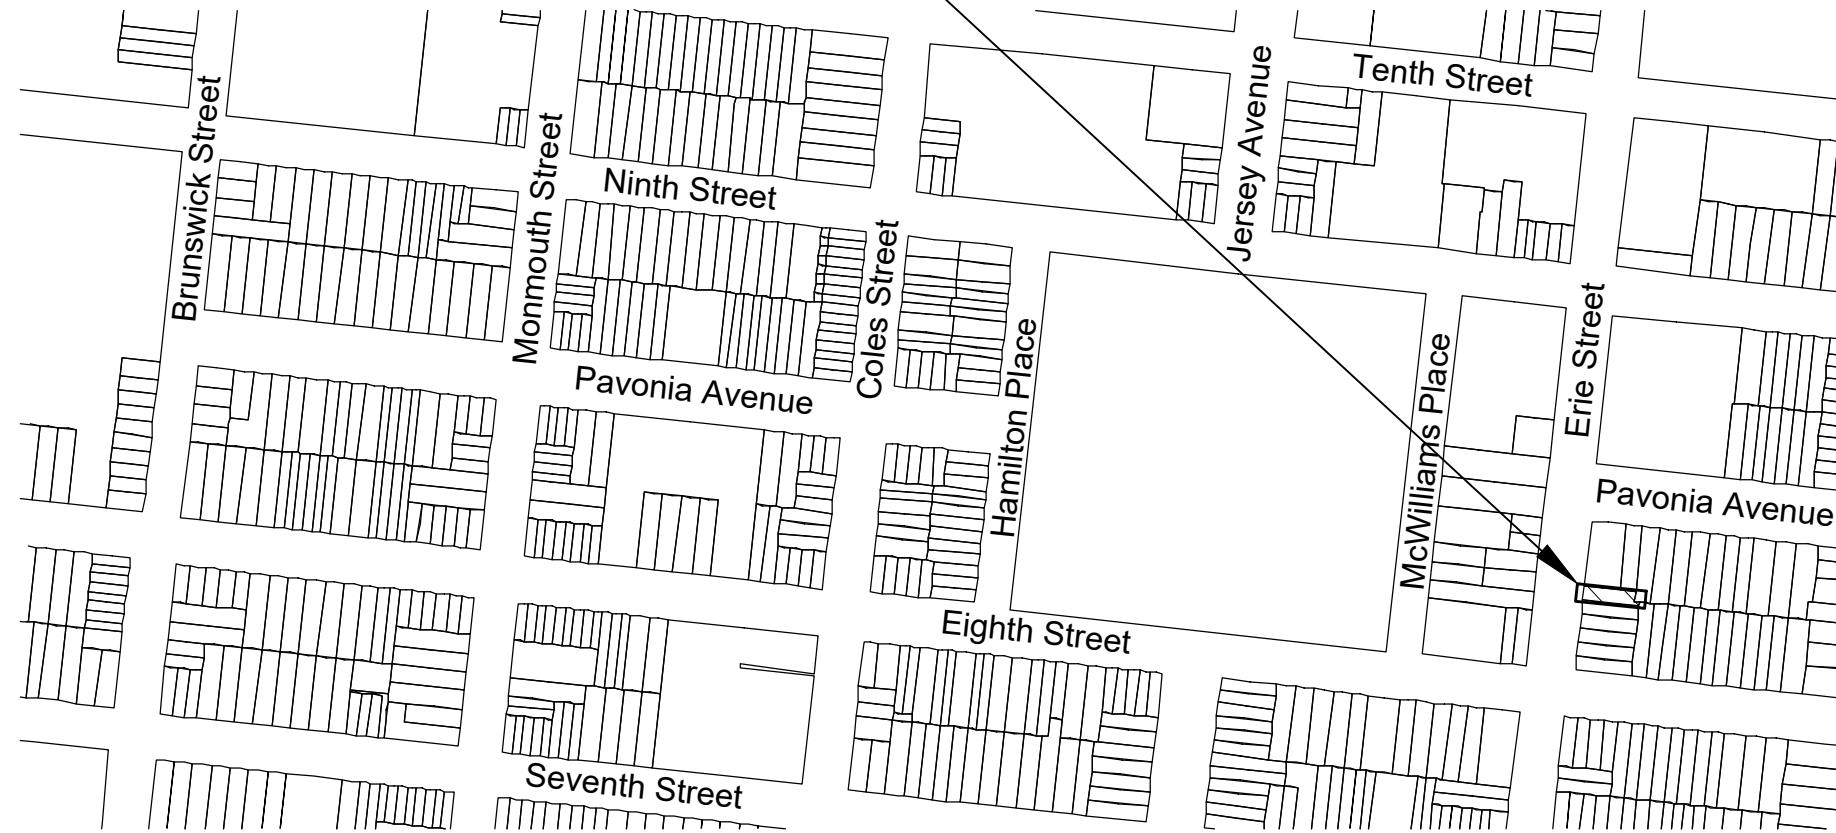 Tenth Street
Jersey Avenue
Brunswick Street
Monmouth Street
Ninth Street
Coles Street
Hamilton Place
Erie Street
McWilliams Place
Pavonia Avenue
Pavonia Avenue
Eighth Street
Seventh Street